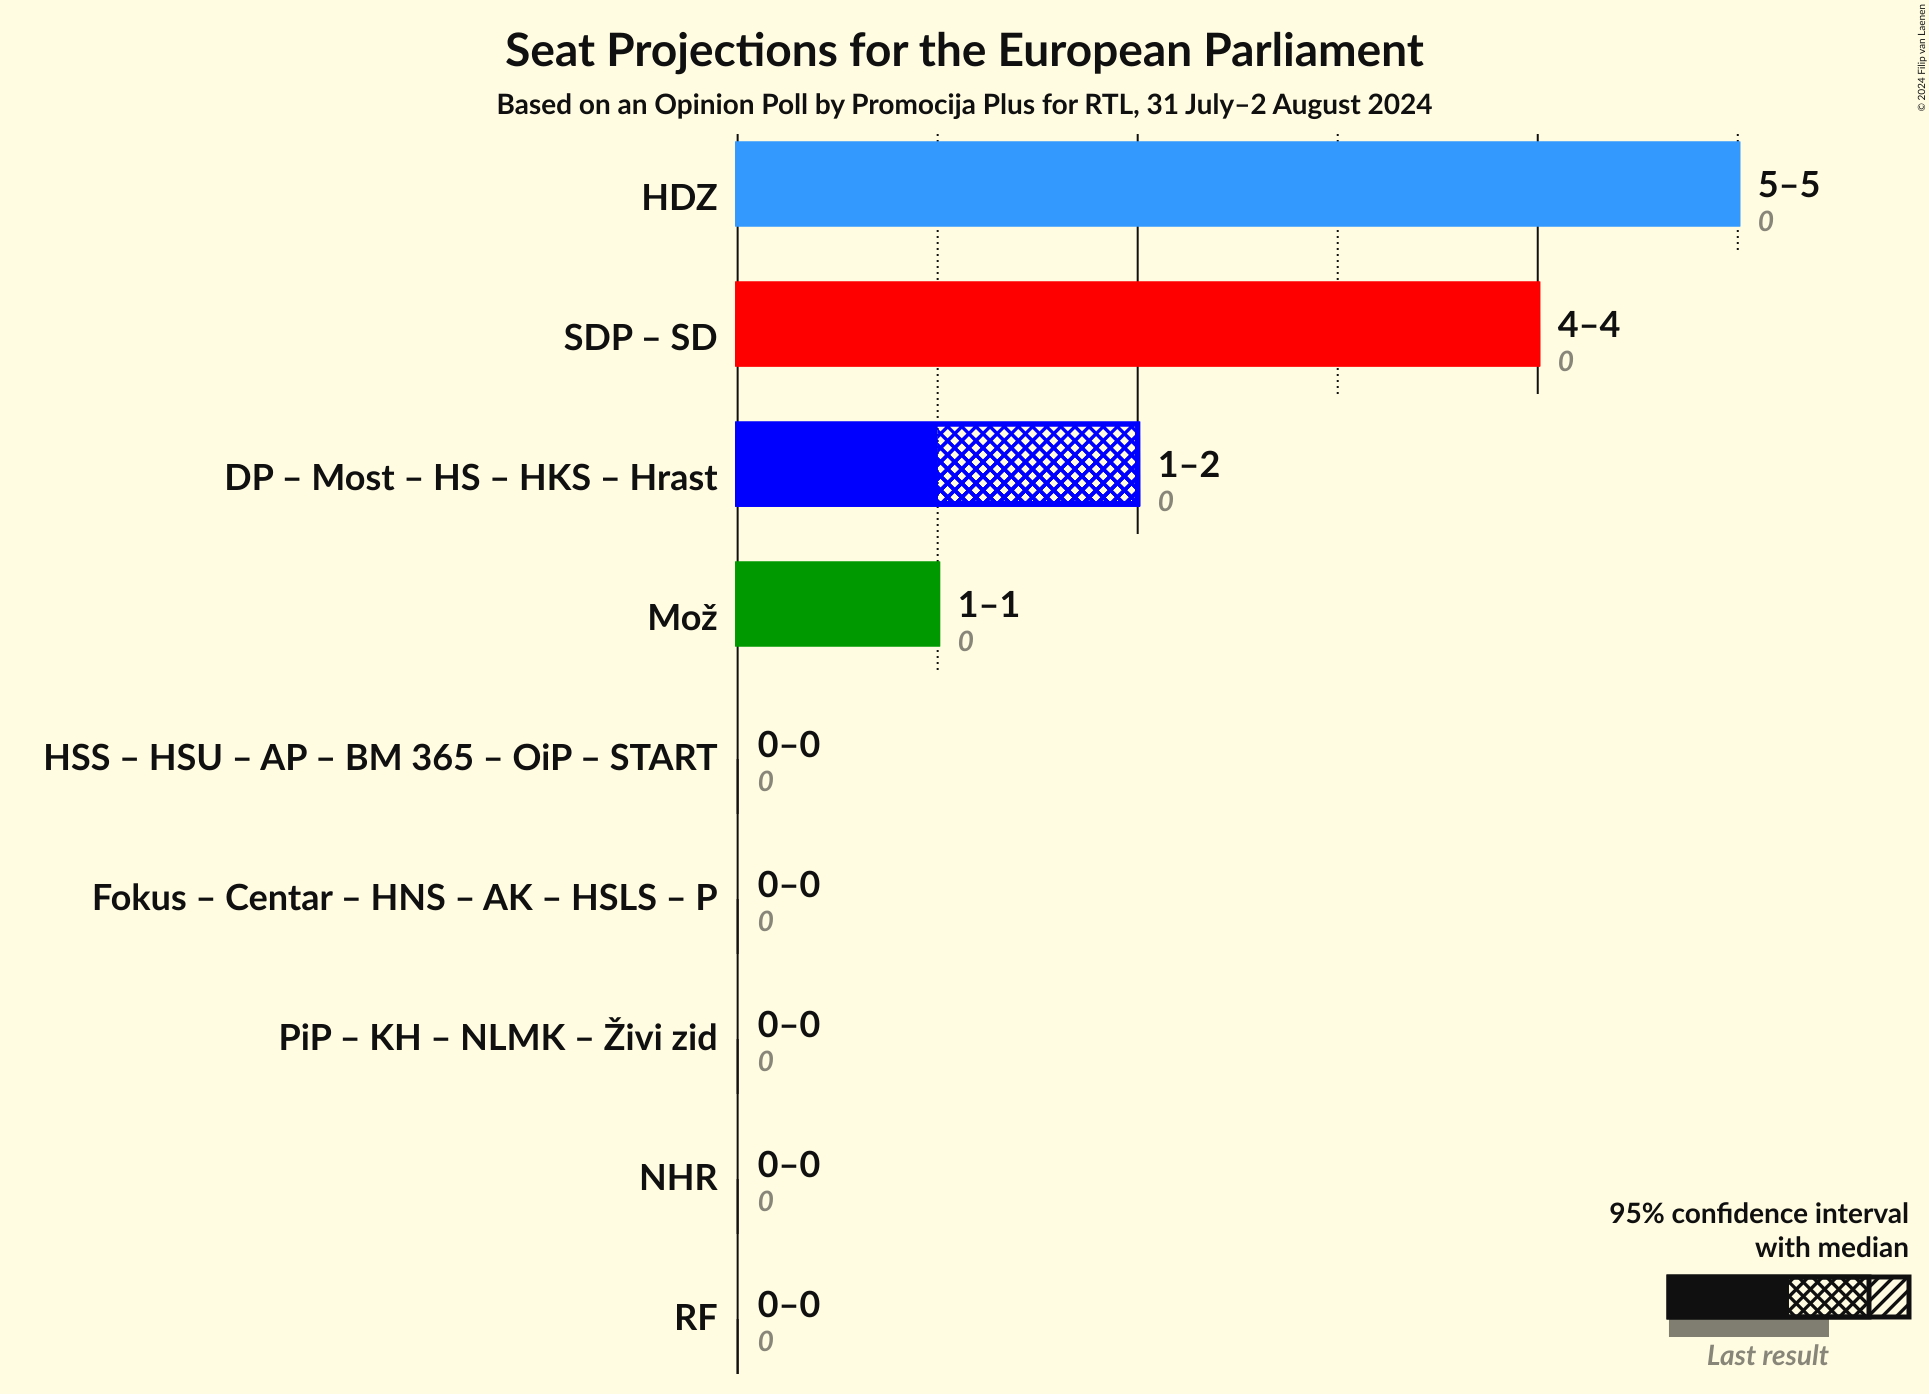 Seat Projections for the European Parliament
Based on an Opinion Poll by Promocija Plus for RTL, 31 July–2 August 2024
© 2024 Filip van Laenen
HDZ
5–5
0
SDP – SD
4–4
0
DP – Most – HS – HKS – Hrast
1–2
0
Mož
1–1
0
HSS – HSU – AP – BM 365 – OiP – START
0–0
0
Fokus – Centar – HNS – AK – HSLS – P
0–0
0
PiP – KH – NLMK – Živi zid
0–0
0
NHR
0–0
0
RF
0–0
0
95% confidence interval
with median
Last result